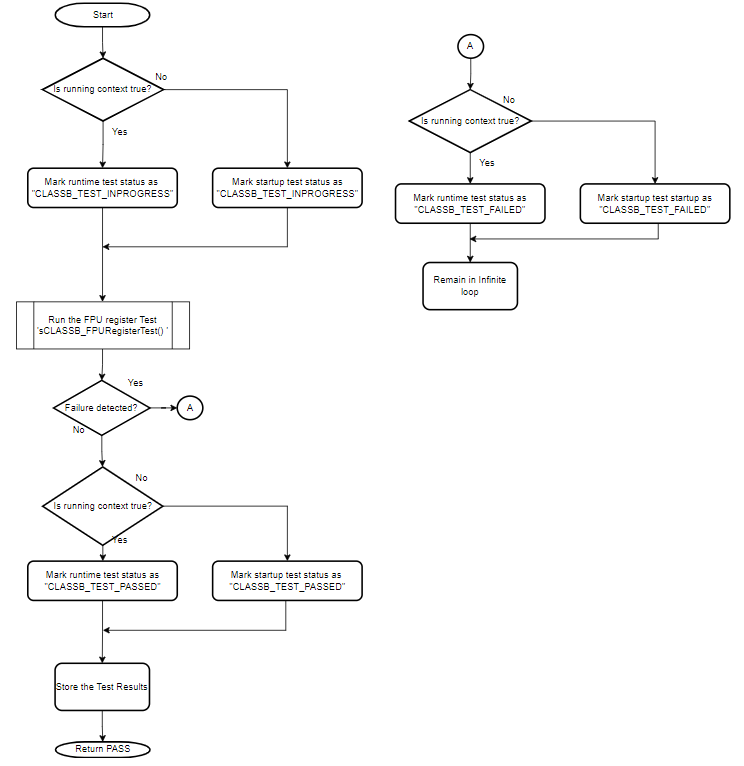 Start
Is running context true?
No
Yes
Mark runtime test status as
"CLASSB_TEST_INPROGRESS"
Mark startup test status as
"CLASSB_TEST_INPROGRESS"
Run the FPU register Test
'sCLASSB_FPURegisterTest() '
Yes
Failure detected?
A
No
No
Is running context true?
Yes
Mark runtime test status as
"CLASSB_TEST_PASSED"
Mark startup test status as
"CLASSB_TEST_PASSED"
Store the Test Results
Return PASS
A
No
Is running context true?
Yes
Mark runtime test status as
"CLASSB_TEST_FAILED"
Mark startup test startup as
"CLASSB_TEST_FAILED"
Remain in Infinite
loop